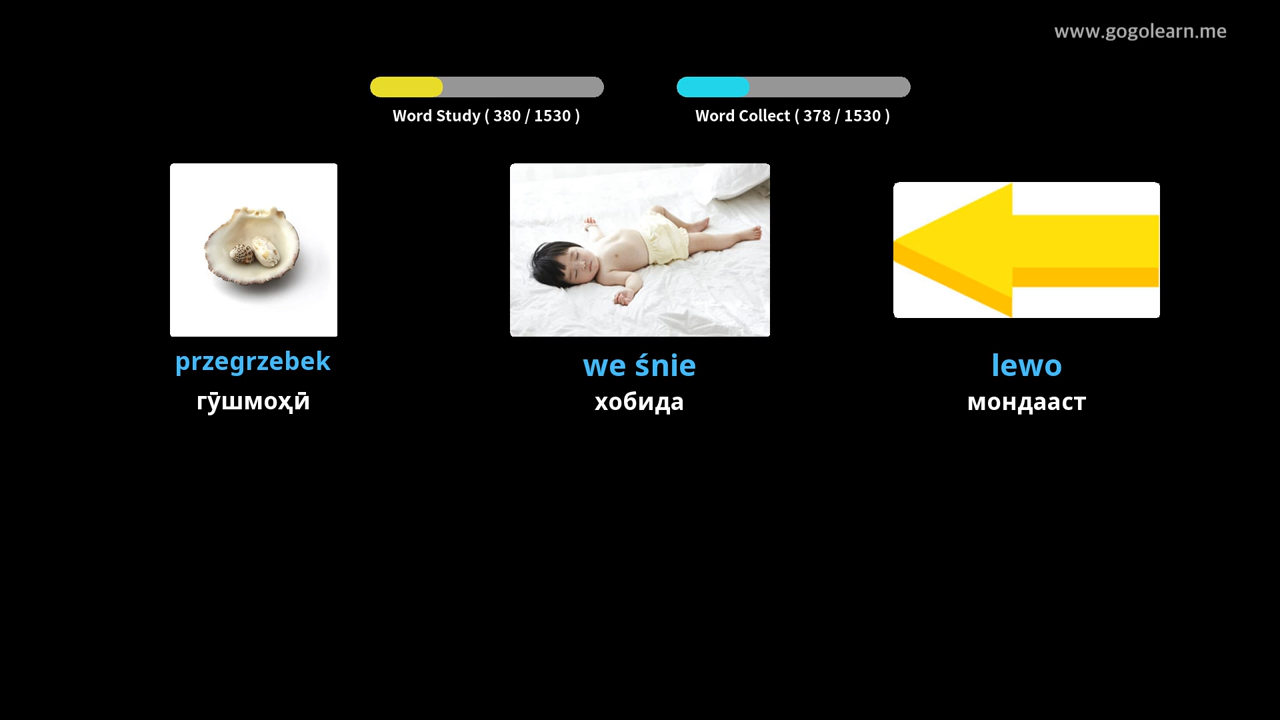 www.gogolearn.me
Word Study ( 380 / 1530 )
Word Collect ( 378 / 1530 )
przegrzebek
гӯшмоҳӣ
we śnie
хобида
lewo
мондааст